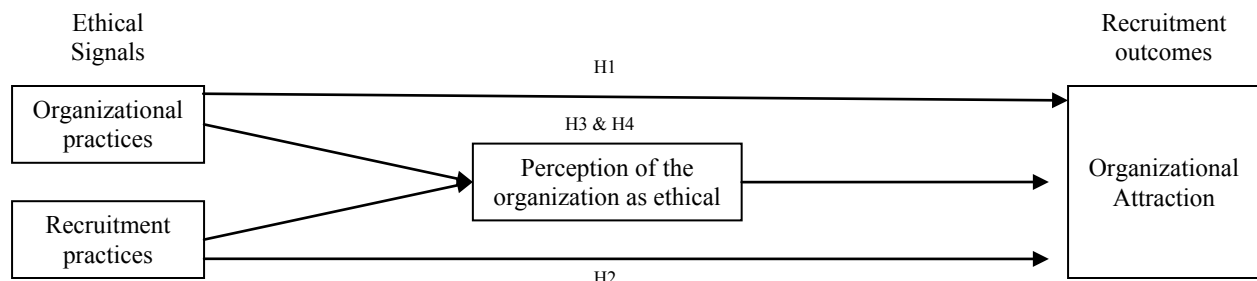 Ethical
Signals
Recruitment
outcomes
H1
Organizational
practices
H3 & H4
Perception of the
organization as ethical
Organizational
Attraction
Recruitment
practices
H2